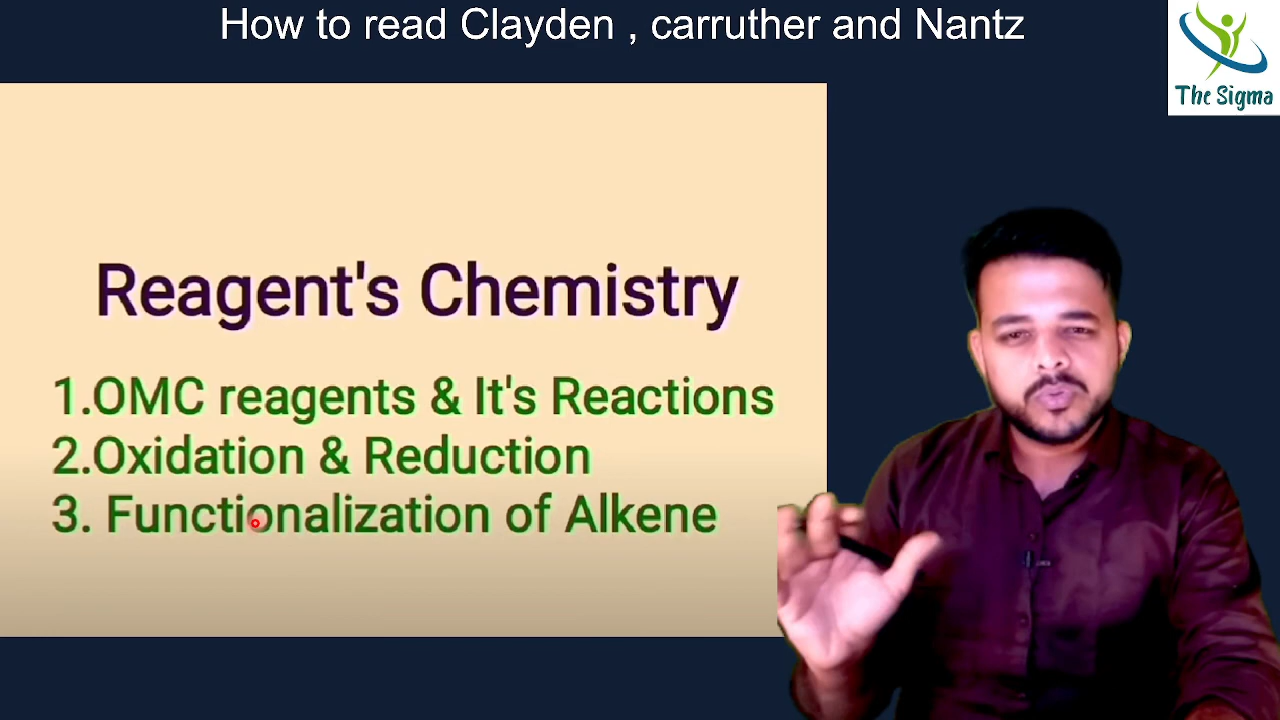 How to read Clayden , carruther and Nantz
The Sigma
Reagent's Chemistry
1.OMC reagents & It's Reactions
2.Oxidation & Reduction
3. Functionalization of Alkene